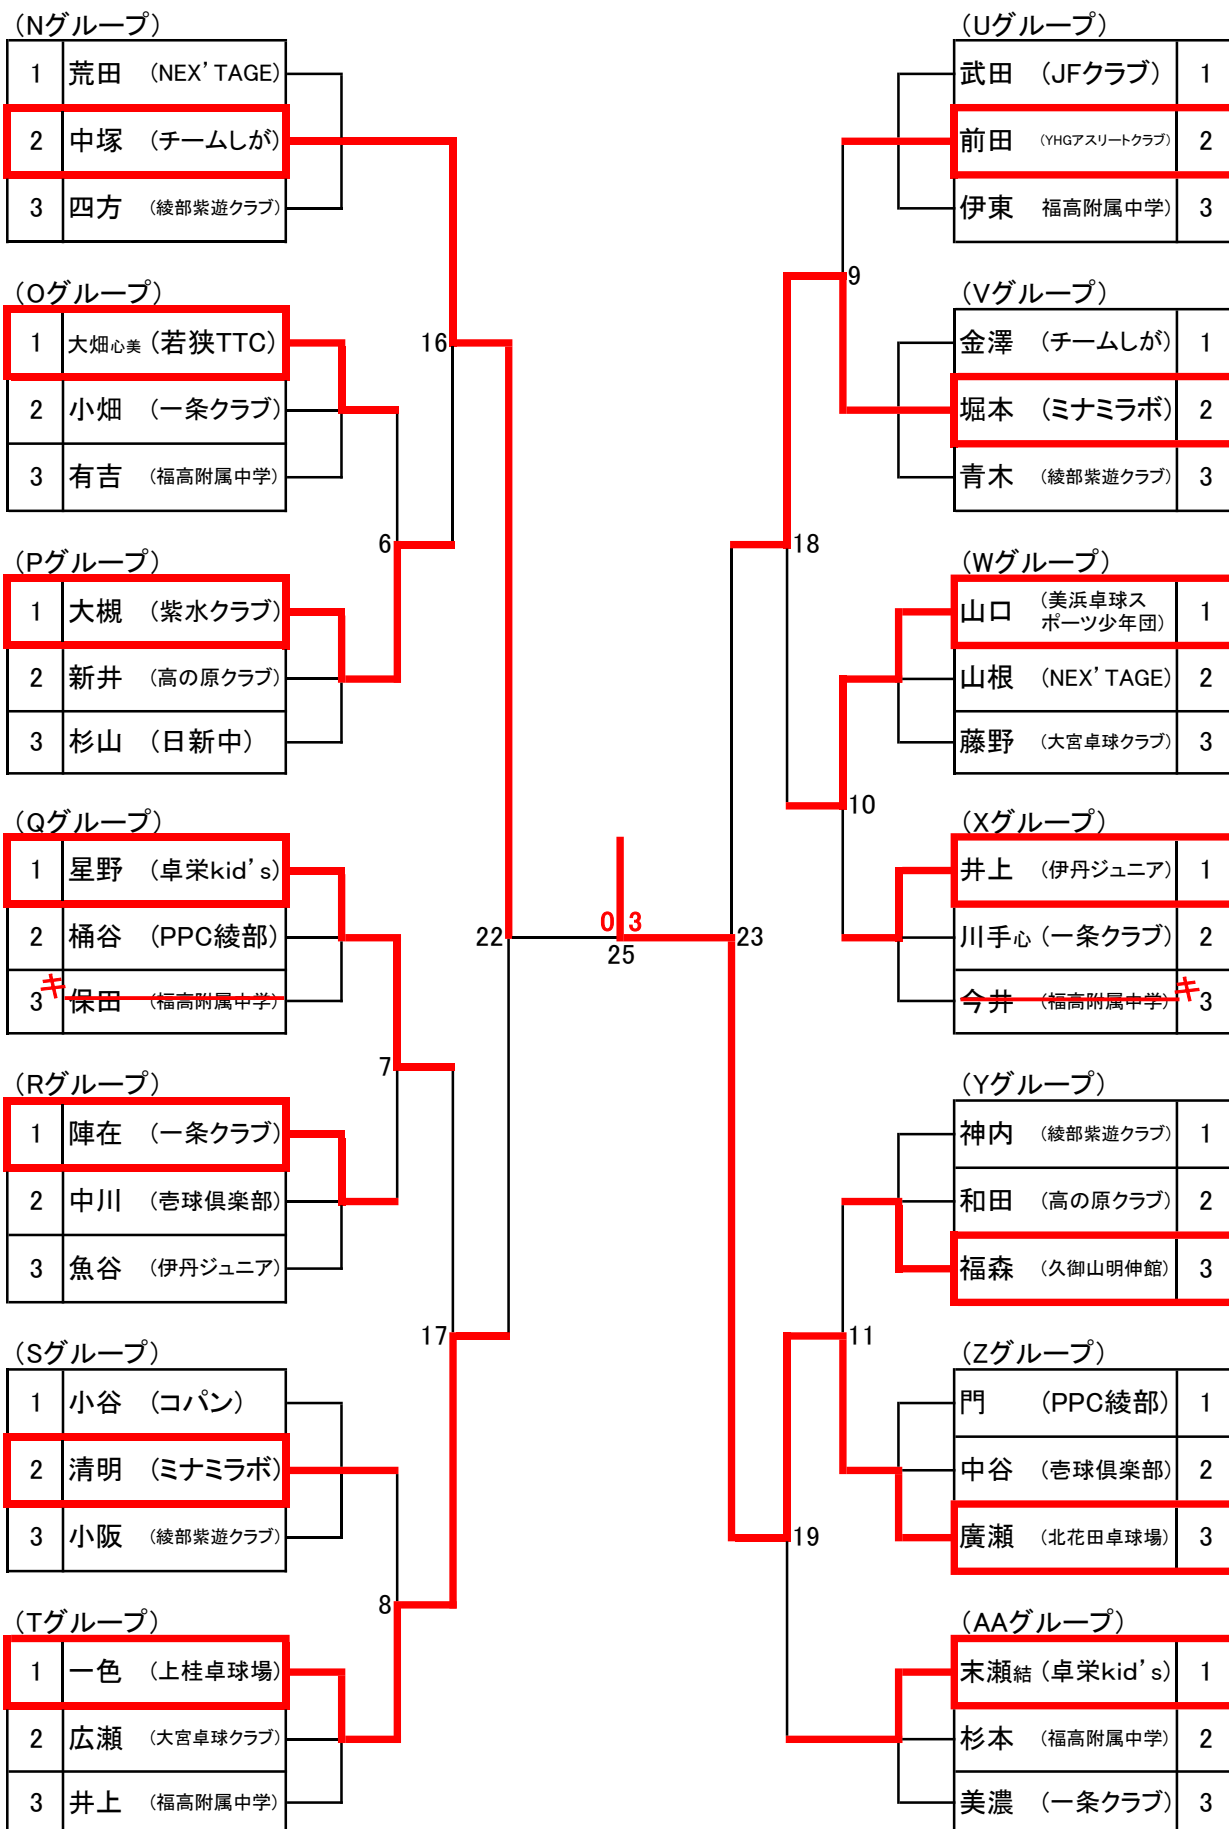 (Nグループ)
1 荒田 (NEX'TAGE)
2 中塚 (チームしが)
3 四方 (綾部紫遊クラブ)
(Oグループ)
1 大畑心美 (若狭TTC)
2 小畑 (一条クラブ)
3 有吉 (福高附属中学)
(Pグループ)
1 大槻 (紫水クラブ)
2 新井 (高の原クラブ)
3 杉山 (日新中)
(Qグループ)
1 星野 (卓栄kid's)
2 桶谷 (PPC綾部)
3 キ 保田 (福高附属中学)
(Rグループ)
1 陣在 (一条クラブ)
2 中川 (壱球倶楽部)
3 魚谷 (伊丹ジュニア)
(Sグループ)
1 小谷 (コパン)
2 清明 (ミナミラボ)
3 小阪 (綾部紫遊クラブ)
(Tグループ)
1 一色 (上桂卓球場)
2 広瀬 (大宮卓球クラブ)
3 井上 (福高附属中学)
16
6
7
17
8
22
0 3
25
23
9
18
10
11
19
(Uグループ)
武田 (JFクラブ) 1
前田 (YHGアスリートクラブ) 2
伊東 福高附属中学) 3
(Vグループ)
金澤 (チームしが) 1
堀本 (ミナミラボ) 2
青木 (綾部紫遊クラブ) 3
(Wグループ)
山口 (美浜卓球ス
ポーツ少年団) 1
山根 (NEX'TAGE) 2
藤野 (大宮卓球クラブ) 3
(Xグループ)
井上 (伊丹ジュニア) 1
川手心 (一条クラブ) 2
今井 (福高附属中学) キ 3
(Yグループ)
神内 (綾部紫遊クラブ) 1
和田 (高の原クラブ) 2
福森 (久御山明伸館) 3
(Zグループ)
門 (PPC綾部) 1
中谷 (壱球倶楽部) 2
廣瀬 (北花田卓球場) 3
(AAグループ)
末瀬結 (卓栄kid's) 1
杉本 (福高附属中学) 2
美濃 (一条クラブ) 3